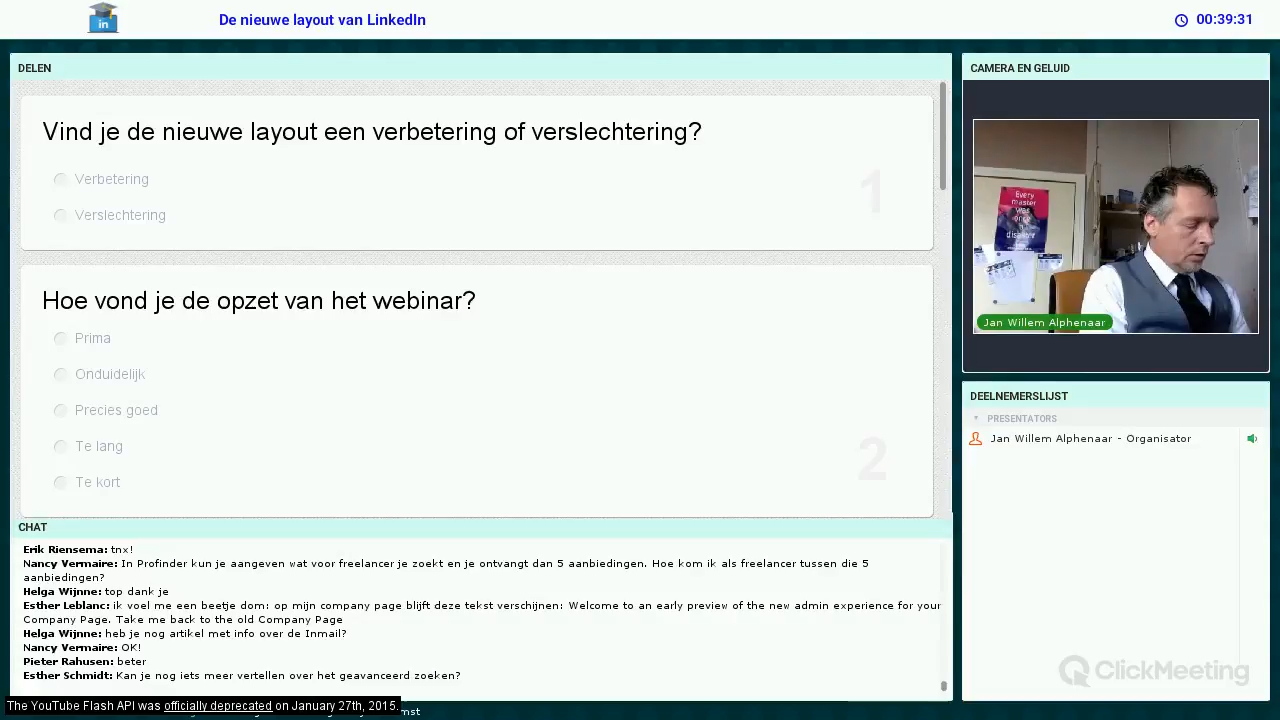 in
De nieuwe layout van LinkedIn
00:39:31
DELEN
Vind je de nieuwe layout een verbetering of verslechtering?
Verbetering
Verslechtering
1
Hoe vond je de opzet van het webinar?
Prima
Onduidelijk
Precies goed
Te lang
Te kort
2
CHAT
Erik Riensema: tnx!
Nancy Vermaire: In Profinder kun je aangeven wat voor freelancer je zoekt en je ontvangt dan 5 aanbiedingen. Hoe kom ik als freelancer tussen die 5
aanbiedingen?
Helga Wijnne: top dank je
Esther Leblanc: ik voel me een beetje dom: op mijn company page blijft deze tekst verschijnen: Welcome to an early preview of the new admin experience for your
Company Page. Take me back to the old Company Page
Helga Wijnne: heb je nog artikel met info over de Inmail?
Nancy Vermaire: OK!
Pieter Rahusen: beter
Esther Schmidt: Kan je nog iets meer vertellen over het geavanceerd zoeken?
The YouTube Flash API was officially deprecated on January 27th, 2015.
CAMERA EN GELUID
Every
master
was
once
a
disaster
Jan Willem Alphenaar
DEELNEMERSLIJST
PRESENTATORS
Jan Willem Alphenaar - Organisator
ClickMeeting